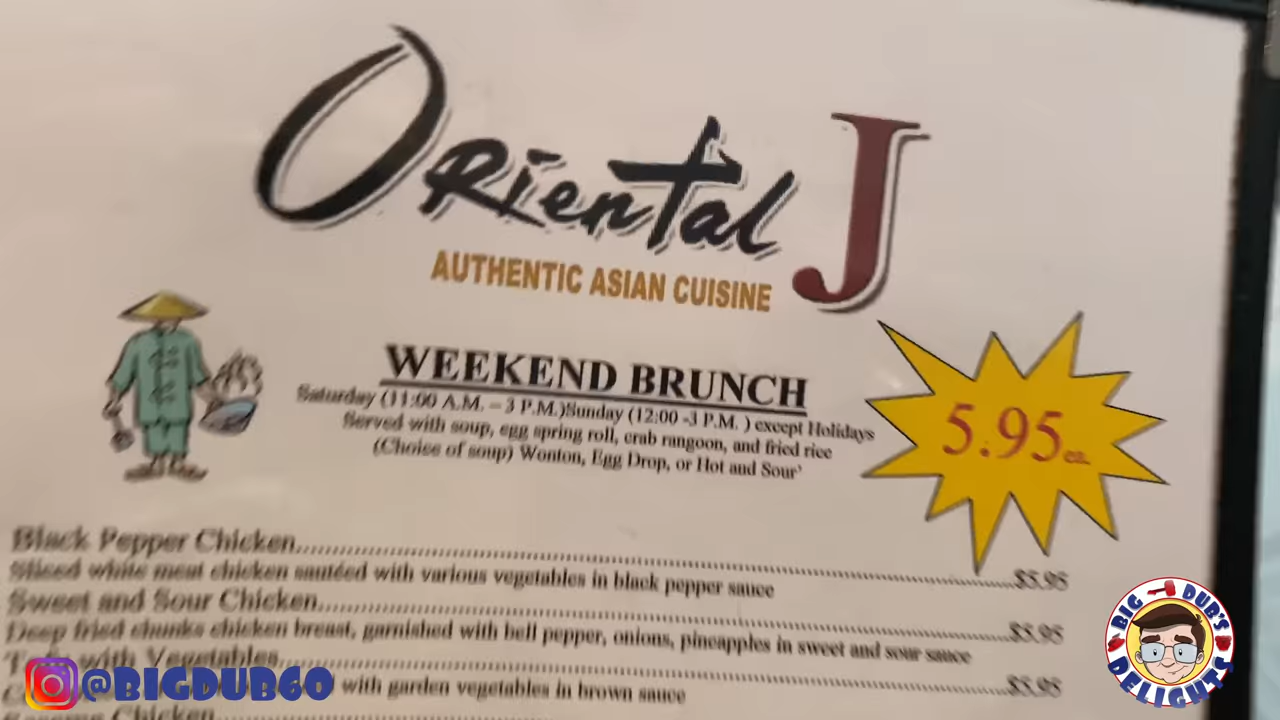 Oriental J
AUTHENTIC ASIAN CUISINE
WEEKEND BRUNCH
Saturday (11:00 A.M. – 3 P.M.)Sunday (12:00 -3 P.M. ) except Holidays
Served with soup, egg spring roll, crab rangoon, and fried rice
(Choice of soup) Wonton, Egg Drop, or Hot and Sour'
5.95 ea.
Black Pepper Chicken....................$5.95
Sliced white meat chicken sautéed with various vegetables in black pepper sauce
Sweet and Sour Chicken....................$5.95
Deep fried chunks chicken breast, garnished with bell pepper, onions, pineapples in sweet and sour sauce
with Vegetables....................$5.95
with garden vegetables in brown sauce
Chicken....................
@BIGDUB60
BIG DUB'S
DELIGHTS